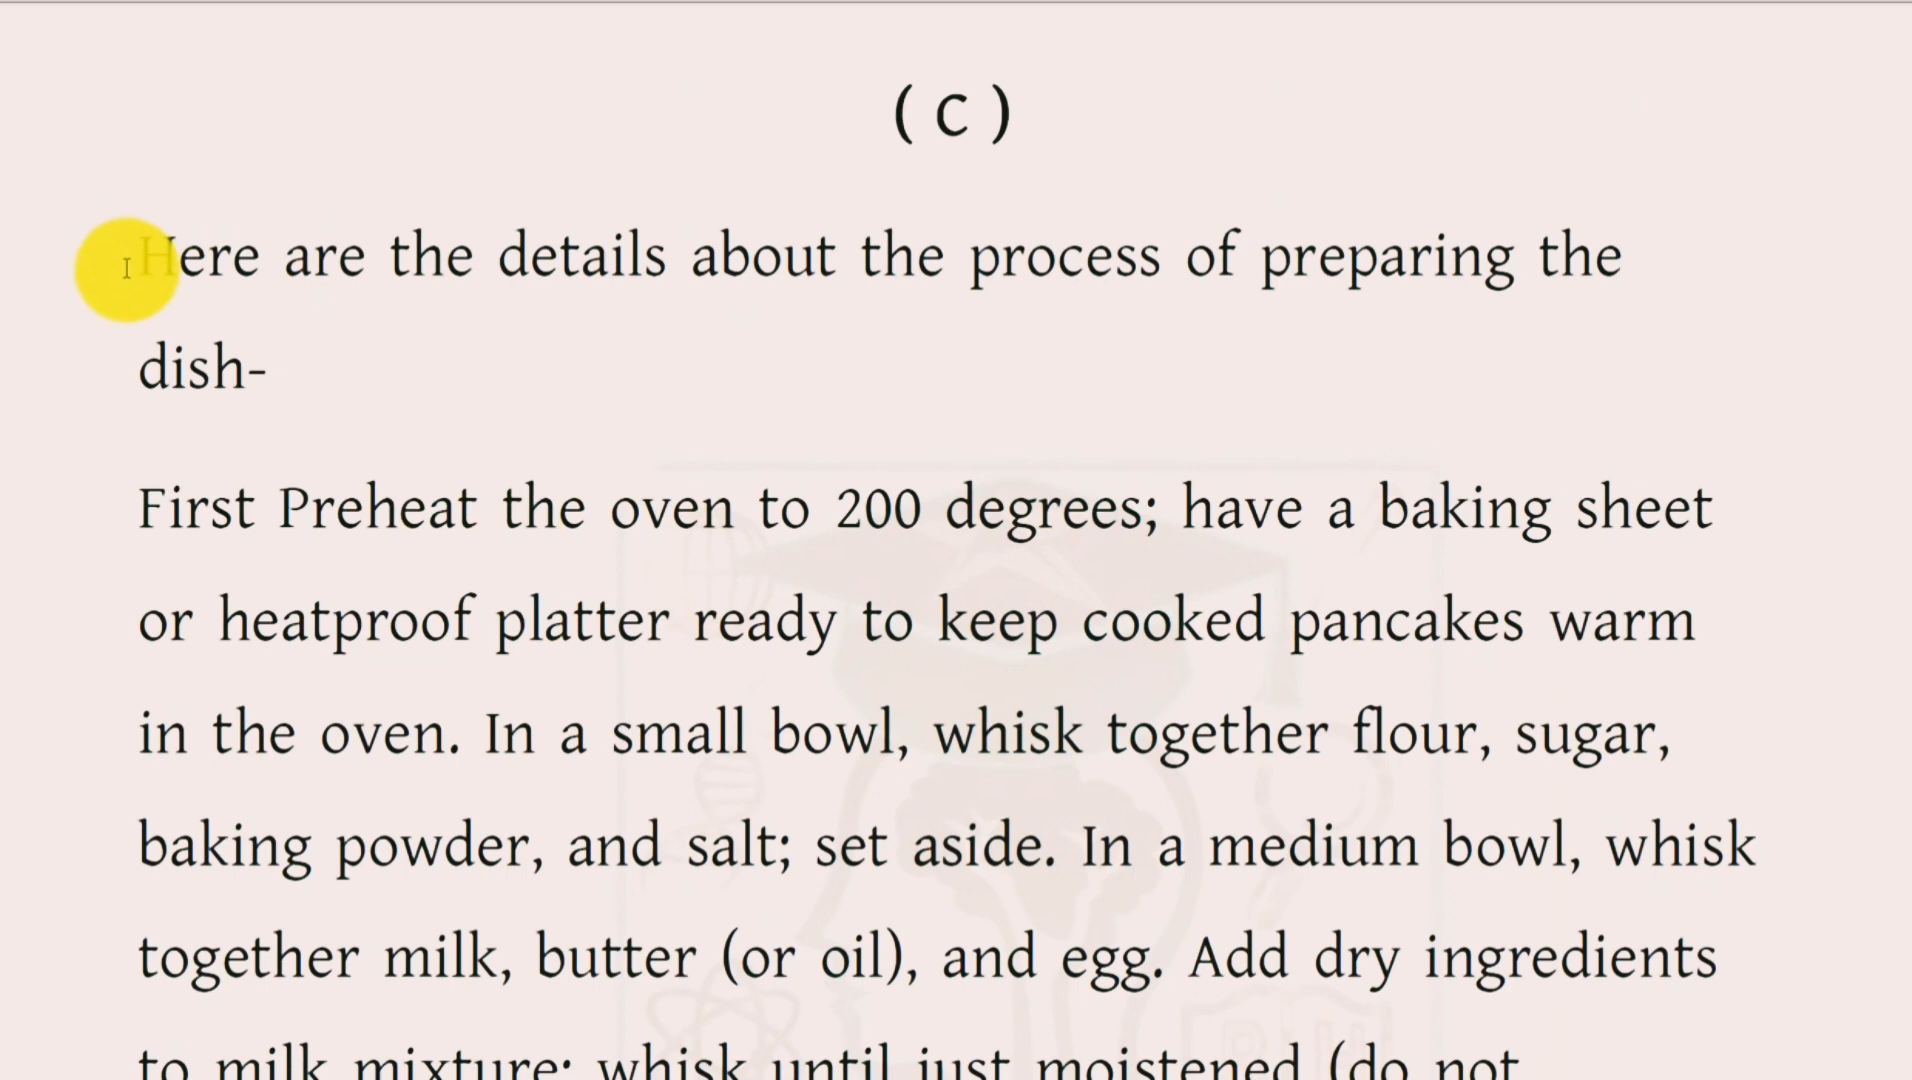 ( C )
Here are the details about the process of preparing the
dish-
First Preheat the oven to 200 degrees; have a baking sheet
or heatproof platter ready to keep cooked pancakes warm
in the oven. In a small bowl, whisk together flour, sugar,
baking powder, and salt; set aside. In a medium bowl, whisk
together milk, butter (or oil), and egg. Add dry ingredients
to milk mixture; whisk until just moistened (do not